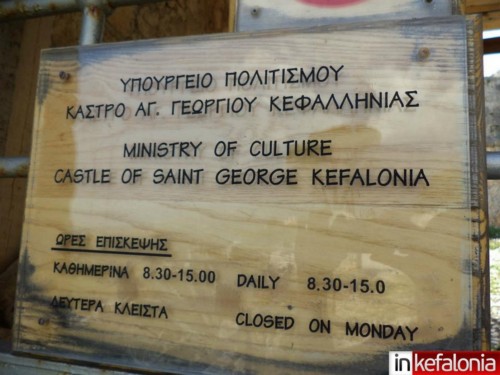 ΥΠΟΥΡΓΕΙΟ ΠΟΛΙΤΙΣΜΟΥ
ΚΑΣΤΡΟ ΑΓ. ΓΕΩΡΓΙΟΥ ΚΕΦΑΛΛΗΝΙΑΣ
MINISTRY OF CULTURE
CASTLE OF SAINT GEORGE KEFALONIA
ΩΡΕΣ ΕΠΙΣΚΕΨΗΣ
ΚΑΘΗΜΕΡΙΝΑ 8.30-15.00 DAILY 8.30-15.0
ΔΕΥΤΕΡΑ ΚΛΕΙΣΤΑ CLOSED ON MONDAY
inkefalonia